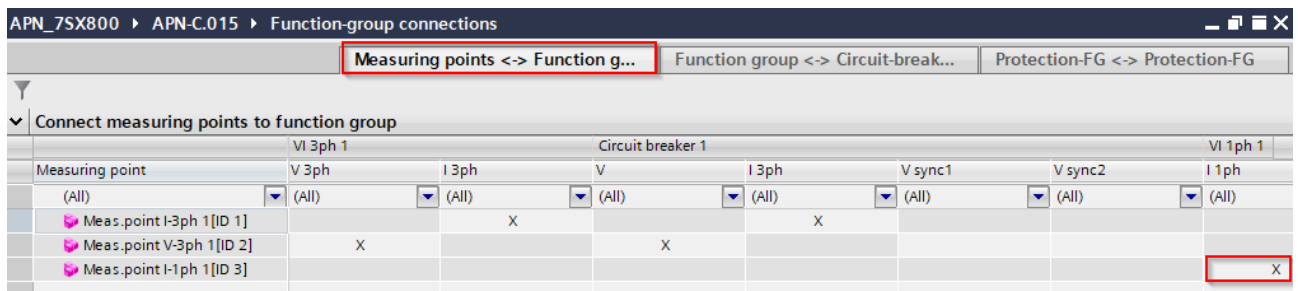 APN_7SX800 ▸ APN-C.015 ▸ Function-group connections
Measuring points <-> Function g... Function group <-> Circuit-break... Protection-FG <-> Protection-FG
Connect measuring points to function group
VI 3ph 1 Circuit breaker 1 VI 1ph 1
Measuring point V 3ph I 3ph V I 3ph V sync1 V sync2 I 1ph
(All) (All) (All) (All) (All) (All) (All) (All)
Meas.point I-3ph 1[ID 1] X X
Meas.point V-3ph 1[ID 2] X X
Meas.point I-1ph 1[ID 3] X